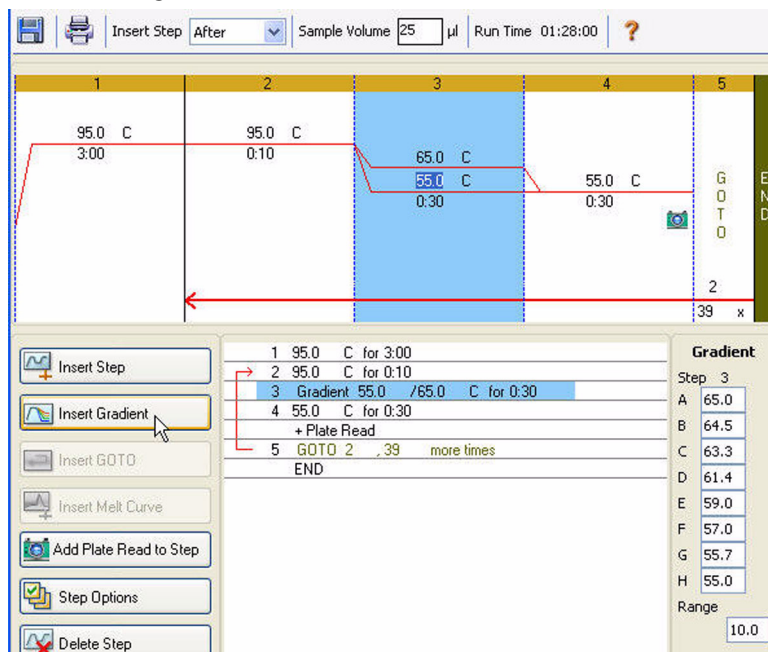 Insert Step After Sample Volume 25 µl Run Time 01:28:00 ?
1 2 3 4 5
95.0 C 95.0 C
3:00 0:10
65.0 C
55.0 C 55.0 C
0:30 0:30
G
O
T
O
E
N
D
2
39 x
Insert Step
Insert Gradient
Insert GOTO
Insert Melt Curve
Add Plate Read to Step
Step Options
Delete Step
1 95.0 C for 3:00
2 95.0 C for 0:10
3 Gradient 55.0 /65.0 C for 0:30
4 55.0 C for 0:30
+ Plate Read
5 GOTO 2 , 39 more times
END
Gradient
Step 3
A 65.0
B 64.5
C 63.3
D 61.4
E 59.0
F 57.0
G 55.7
H 55.0
Range
10.0